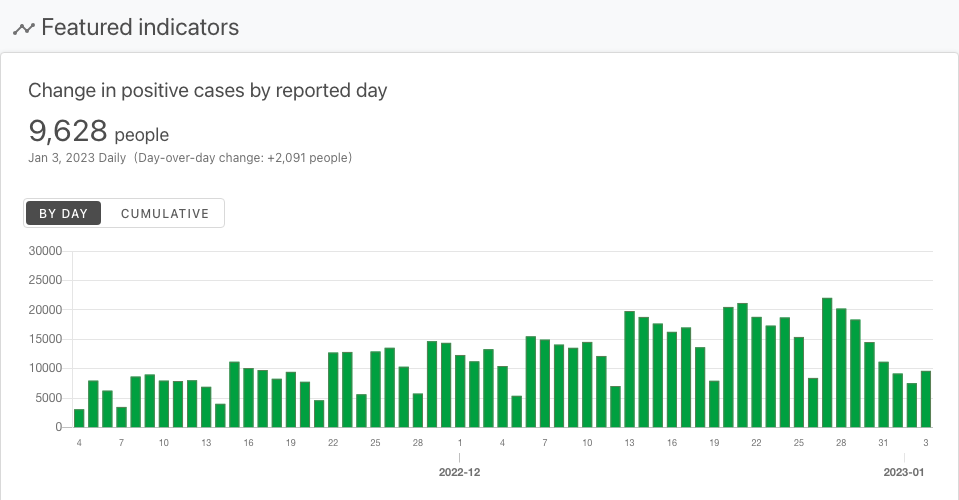 Featured indicators
Change in positive cases by reported day
9,628 people
Jan 3, 2023 Daily (Day-over-day change: +2,091 people)
BY DAY CUMULATIVE
30000
25000
20000
15000
10000
5000
0
4 7 10 13 16 19 22 25 28 1 4 7 10 13 16 19 22 25 28 31 3
2022-12 2023-01